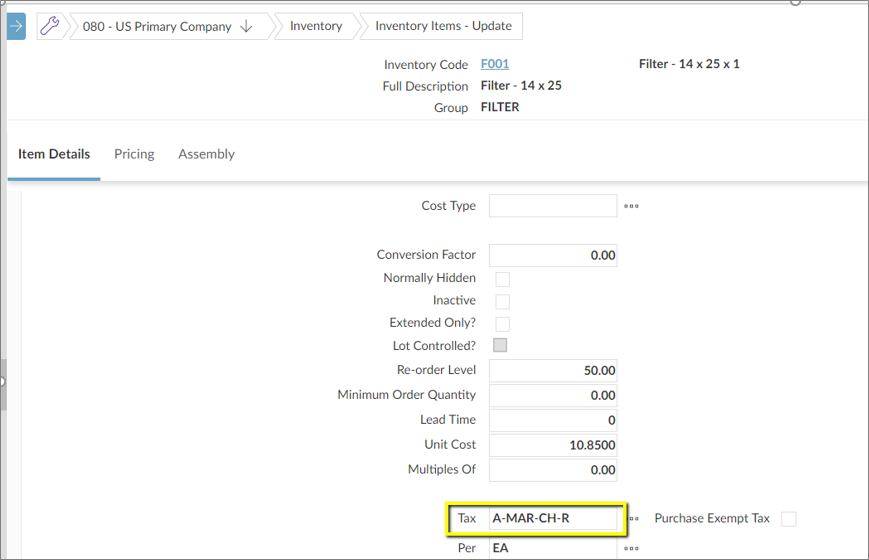 080 - US Primary Company Inventory Inventory Items - Update
Inventory Code F001 Filter - 14 x 25 x 1
Full Description Filter - 14 x 25
Group FILTER
Item Details Pricing Assembly
Cost Type
Conversion Factor 0.00
Normally Hidden
Inactive
Extended Only?
Lot Controlled?
Re-order Level 50.00
Minimum Order Quantity 0.00
Lead Time 0
Unit Cost 10.8500
Multiples Of 0.00
Tax A-MAR-CH-R Purchase Exempt Tax
Per EA